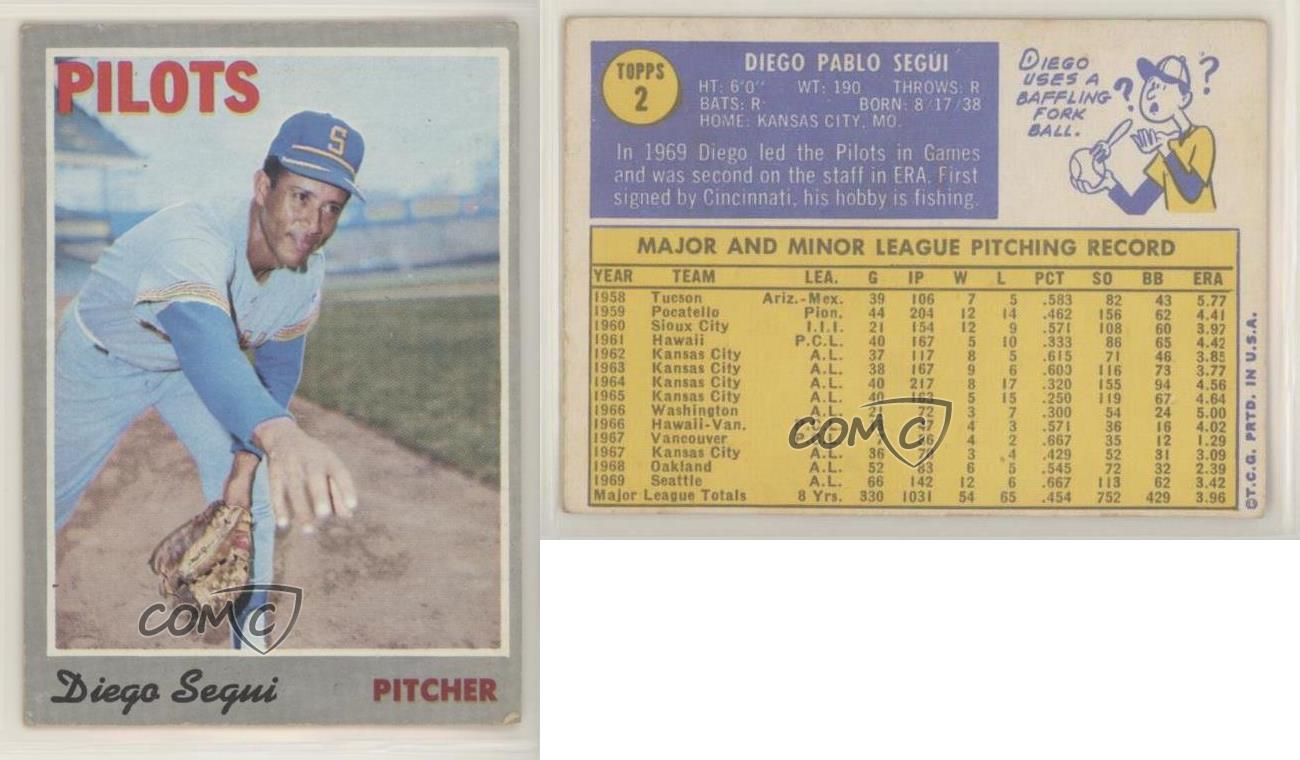 PILOTS
S
COMC
Diego Segui
PITCHER
TOPPS
2
DIEGO PABLO SEGUI
HT: 6'0" WT: 190 THROWS: R
BATS: R BORN: 8/17/38
HOME: KANSAS CITY, MO.
In 1969 Diego led the Pilots in Games
and was second on the staff in ERA. First
signed by Cincinnati, his hobby is fishing.
DIEGO
USES A
BAFFLING
FORK
BALL.
? ?
MAJOR AND MINOR LEAGUE PITCHING RECORD
YEAR TEAM LEA. G IP W L PCT SO BB ERA
1958 Tucson Ariz.-Mex. 39 106 7 5 .583 82 43 5.77
1959 Pocatello Pion. 44 204 12 14 .462 156 62 4.41
1960 Sioux City I.I.I. 21 154 12 9 .571 108 60 3.97
1961 Hawaii P.C.L. 40 167 5 10 .333 86 65 4.42
1962 Kansas City A.L. 37 117 8 5 .615 71 46 3.85
1963 Kansas City A.L. 38 167 9 6 .600 116 73 3.77
1964 Kansas City A.L. 40 217 8 17 .320 155 94 4.56
1965 Kansas City A.L. 40 163 5 15 .250 119 67 4.64
1966 Washington A.L. 21 72 3 7 .300 54 24 5.00
1966 Hawaii-Van. 47 4 3 .571 36 16 4.02
1967 Vancouver 4 2 .667 35 12 1.29
1967 Kansas City A.L. 36 3 4 .429 52 31 3.09
1968 Oakland A.L. 52 83 6 5 .545 72 32 2.39
1969 Seattle A.L. 66 142 12 6 .667 113 62 3.42
Major League Totals 8 Yrs. 330 1031 54 65 .454 752 429 3.96
COMC
©T.C.G. PRTD. IN U.S.A.